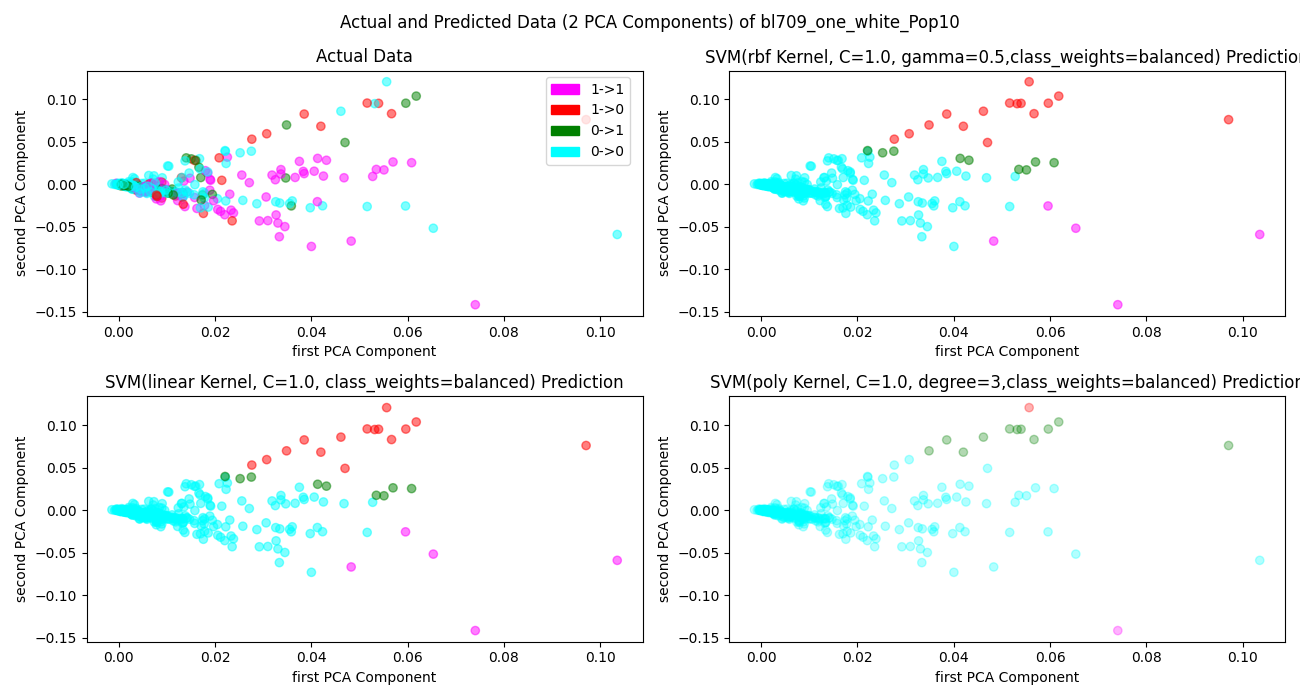 Actual and Predicted Data (2 PCA Components) of bl709_one_white_Pop10
Actual Data
1->1
1->0
0->1
0->0
0.10
0.05
0.00
−0.05
−0.10
−0.15
second PCA Component
0.00 0.02 0.04 0.06 0.08 0.10
first PCA Component
SVM(rbf Kernel, C=1.0, gamma=0.5,class_weights=balanced) Prediction
0.10
0.05
0.00
−0.05
−0.10
−0.15
second PCA Component
0.00 0.02 0.04 0.06 0.08 0.10
first PCA Component
SVM(linear Kernel, C=1.0, class_weights=balanced) Prediction
0.10
0.05
0.00
−0.05
−0.10
−0.15
second PCA Component
0.00 0.02 0.04 0.06 0.08 0.10
first PCA Component
SVM(poly Kernel, C=1.0, degree=3,class_weights=balanced) Prediction
0.10
0.05
0.00
−0.05
−0.10
−0.15
second PCA Component
0.00 0.02 0.04 0.06 0.08 0.10
first PCA Component